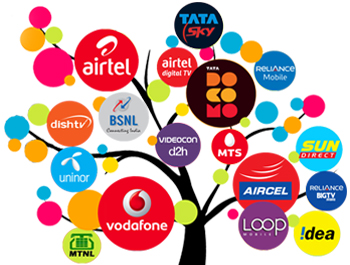 TATA
SKY
airtel
airtel
digital TV
RELIANCE
Mobile
TATA
DOCOMO
dishtv
BSNL
Connecting India
VIDEOCON
d2h
MTS
SUN
DIRECT
uninor
vodafone
AIRCEL
RELIANCE
BIGTV
LOOP
MOBILE
!dea
MTNL